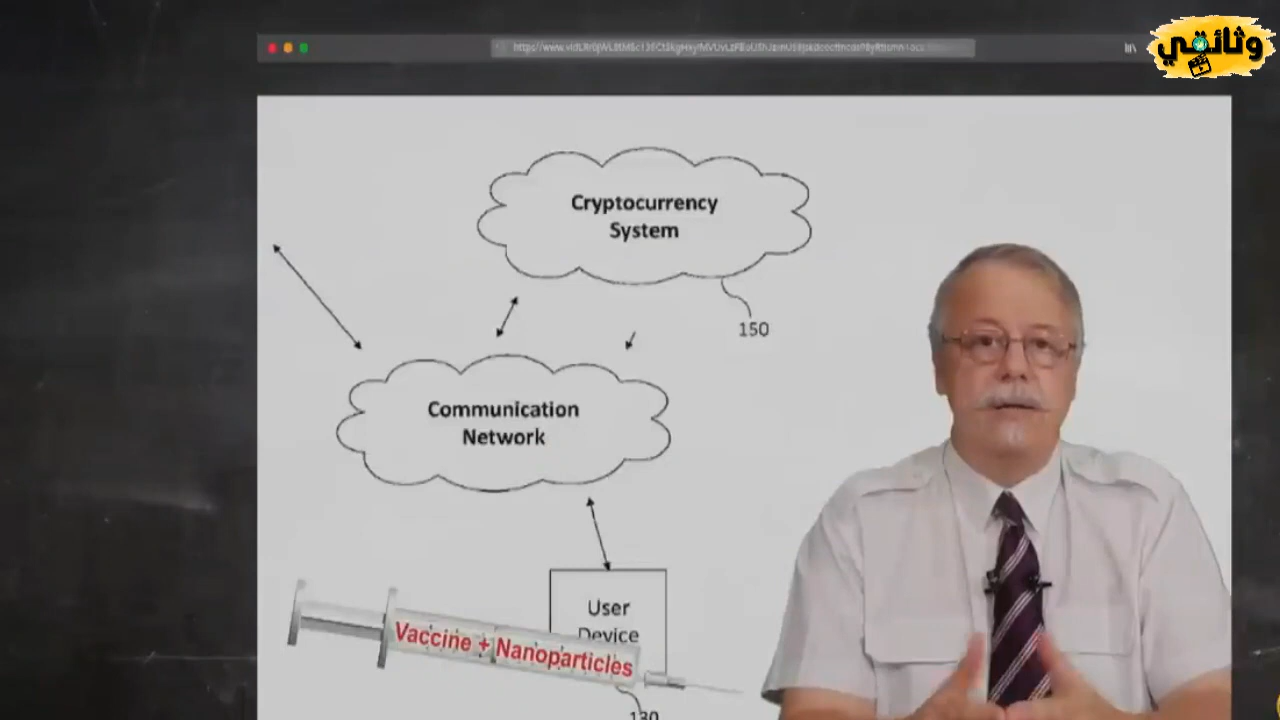 وثائقي
Cryptocurrency
System
150
Communication
Network
User
Device
Vaccine + Nanoparticles
130